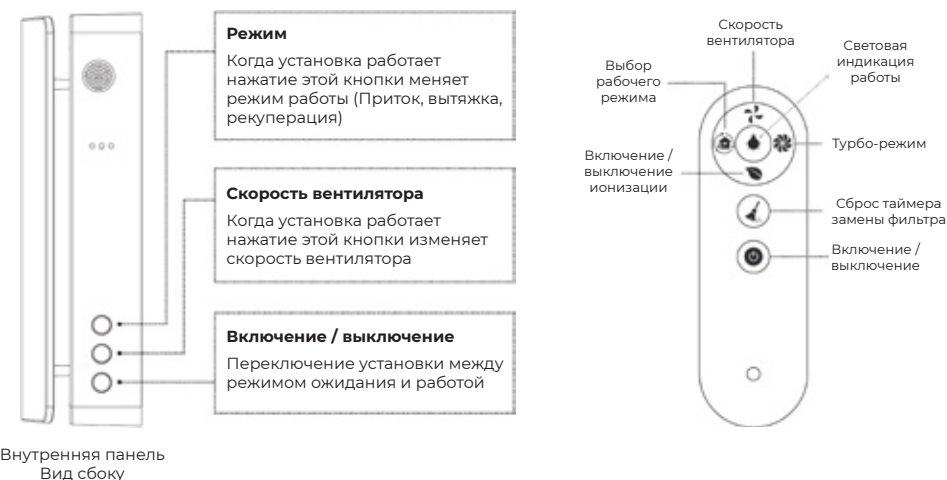 Режим
Когда установка работает
нажатие этой кнопки меняет
режим работы (Приток, вытяжка,
рекуперация)
Скорость вентилятора
Когда установка работает
нажатие этой кнопки изменяет
скорость вентилятора
Включение / выключение
Переключение установки между
режимом ожидания и работой
Внутренняя панель
Вид сбоку
Скорость
вентилятора
Световая
индикация
работы
Выбор
рабочего
режима
Турбо-режим
Включение /
выключение
ионизации
Сброс таймера
замены фильтра
Включение /
выключение